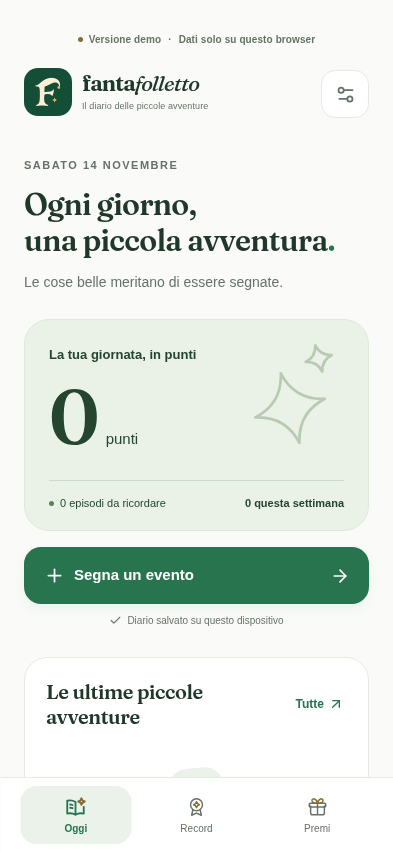 Versione demo · Dati solo su questo browser
fantafolletto
Il diario delle piccole avventure
SABATO 14 NOVEMBRE
Ogni giorno,
una piccola avventura.
Le cose belle meritano di essere segnate.
La tua giornata, in punti
0 punti
0 episodi da ricordare
0 questa settimana
Segna un evento
Diario salvato su questo dispositivo
Le ultime piccole
avventure
Tutte
Oggi
Record
Premi